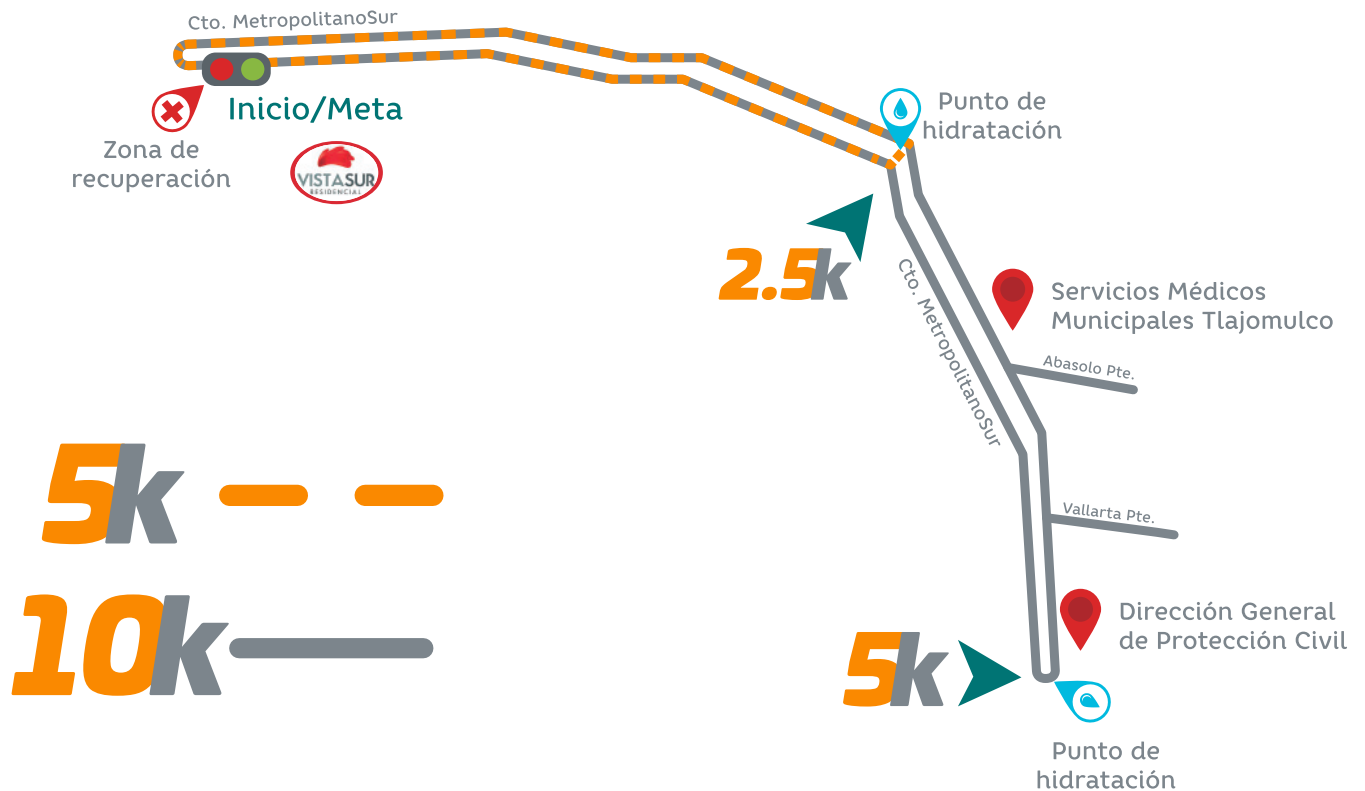 Cto. MetropolitanoSur
Inicio/Meta
Zona de
recuperación
VISTASUR
RESIDENCIAL
Punto de
hidratación
2.5k
Cto. MetropolitanoSur
Servicios Médicos
Municipales Tlajomulco
Abasolo Pte.
Vallarta Pte.
5k
10k
Dirección General
de Protección Civil
5k
Punto de
hidratación